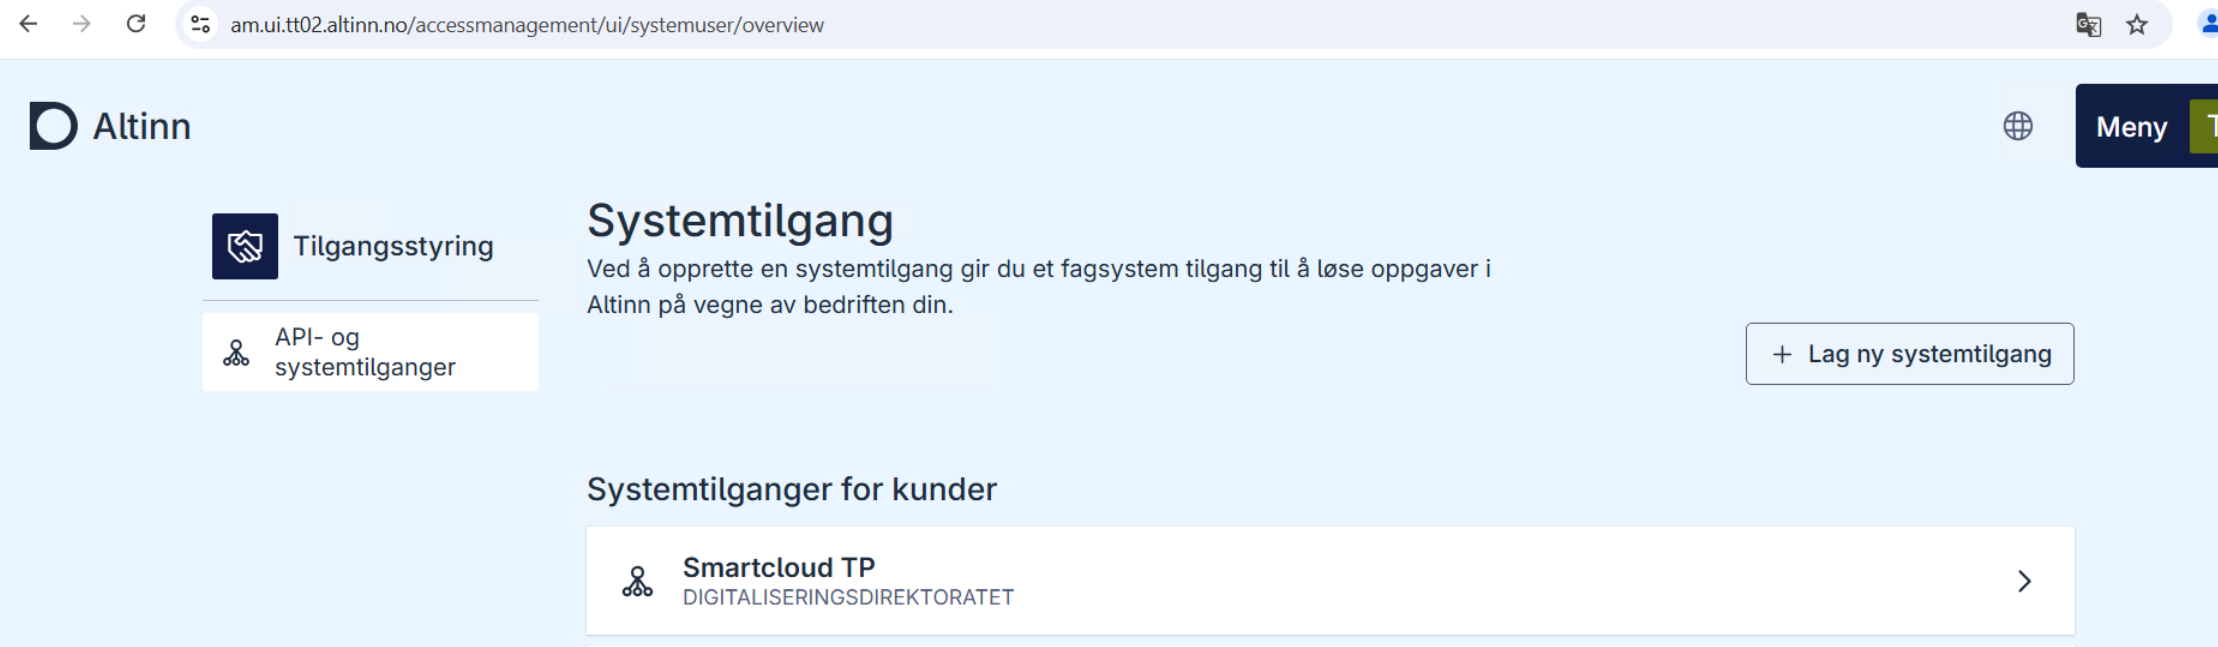 am.ui.tt02.altinn.no/accessmanagement/ui/systemuser/overview
Altinn
Meny
Tilgangsstyring
API- og
systemtilganger
Systemtilgang
Ved å opprette en systemtilgang gir du et fagsystem tilgang til å løse oppgaver i
Altinn på vegne av bedriften din.
+ Lag ny systemtilgang
Systemtilganger for kunder
Smartcloud TP
DIGITALISERINGSDIREKTORATET